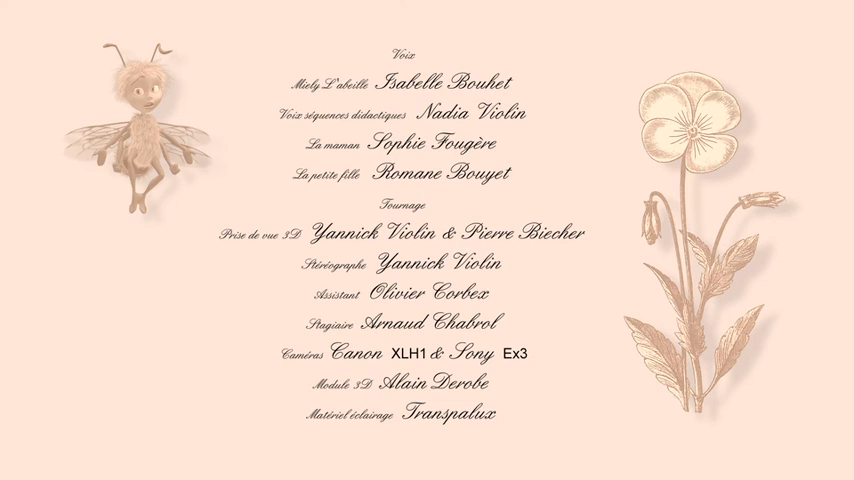 Voix
Miely L'abeille Isabelle Bouhet
Voix séquences didactiques Nadia Violin
La maman Sophie Fougère
La petite fille Romane Bouyet
Tournage
Prise de vue 3D Yannick Violin & Pierre Biecher
Stéréographe Yannick Violin
Assistant Olivier Corbex
Stagiaire Arnaud Chabrol
Caméras Canon XLH1 & Sony Ex3
Module 3D Alain Derobe
Matériel éclairage Transpalux